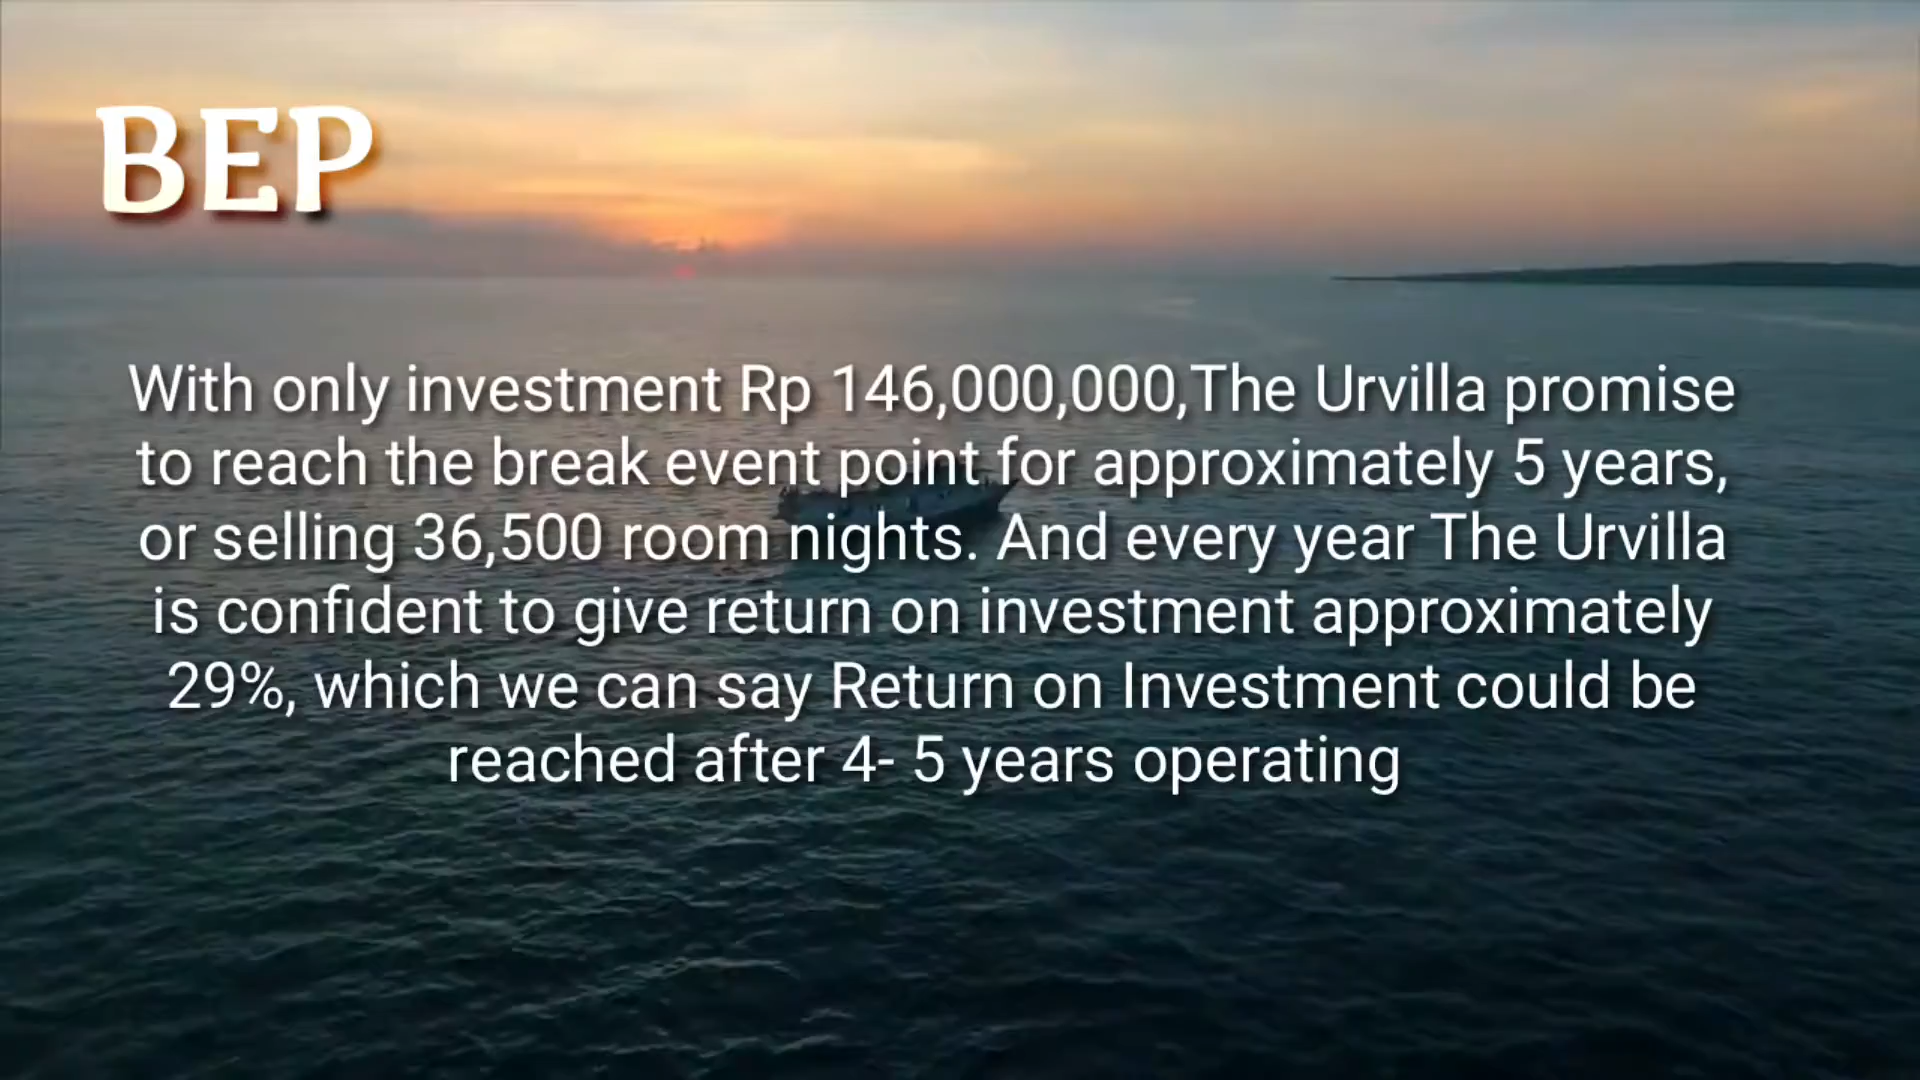 BEP
With only investment Rp 146,000,000,The Urvilla promise
to reach the break event point for approximately 5 years,
or selling 36,500 room nights. And every year The Urvilla
is confident to give return on investment approximately
29%, which we can say Return on Investment could be
reached after 4- 5 years operating